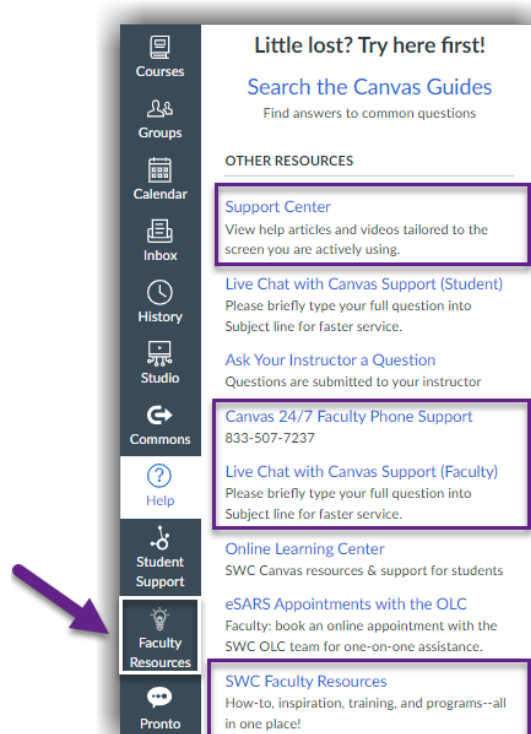 Courses
Groups
Calendar
Inbox
History
Studio
Commons
Help
Student
Support
Faculty
Resources
Pronto
Little lost? Try here first!
Search the Canvas Guides
Find answers to common questions
OTHER RESOURCES
Support Center
View help articles and videos tailored to the
screen you are actively using.
Live Chat with Canvas Support (Student)
Please briefly type your full question into
Subject line for faster service.
Ask Your Instructor a Question
Questions are submitted to your instructor
Canvas 24/7 Faculty Phone Support
833-507-7237
Live Chat with Canvas Support (Faculty)
Please briefly type your full question into
Subject line for faster service.
Online Learning Center
SWC Canvas resources & support for students
eSARS Appointments with the OLC
Faculty: book an online appointment with the
SWC OLC team for one-on-one assistance.
SWC Faculty Resources
How-to, inspiration, training, and programs--all
in one place!